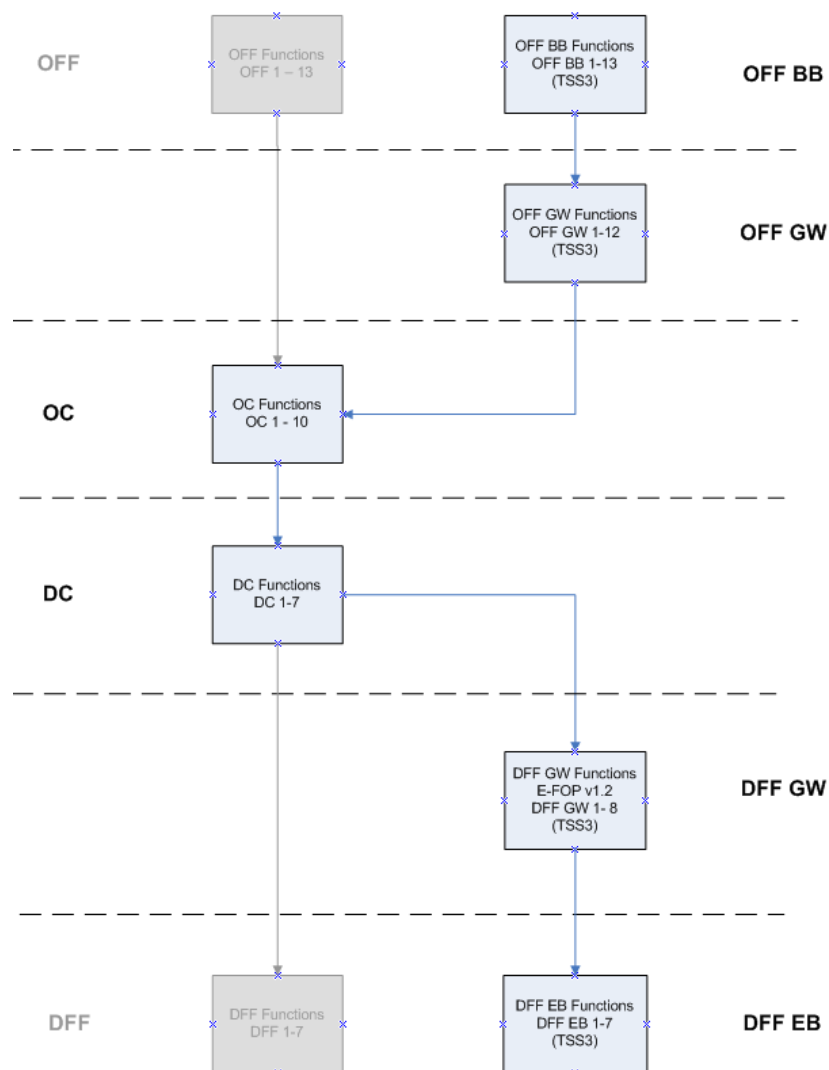 OFF
OFF Functions
OFF 1 – 13
OFF BB Functions
OFF BB 1-13
(TSS3)
OFF BB
OFF GW Functions
OFF GW 1-12
(TSS3)
OFF GW
OC
OC Functions
OC 1 - 10
DC
DC Functions
DC 1-7
DFF GW Functions
E-FOP v1.2
DFF GW 1- 8
(TSS3)
DFF GW
DFF
DFF Functions
DFF 1-7
DFF EB Functions
DFF EB 1-7
(TSS3)
DFF EB